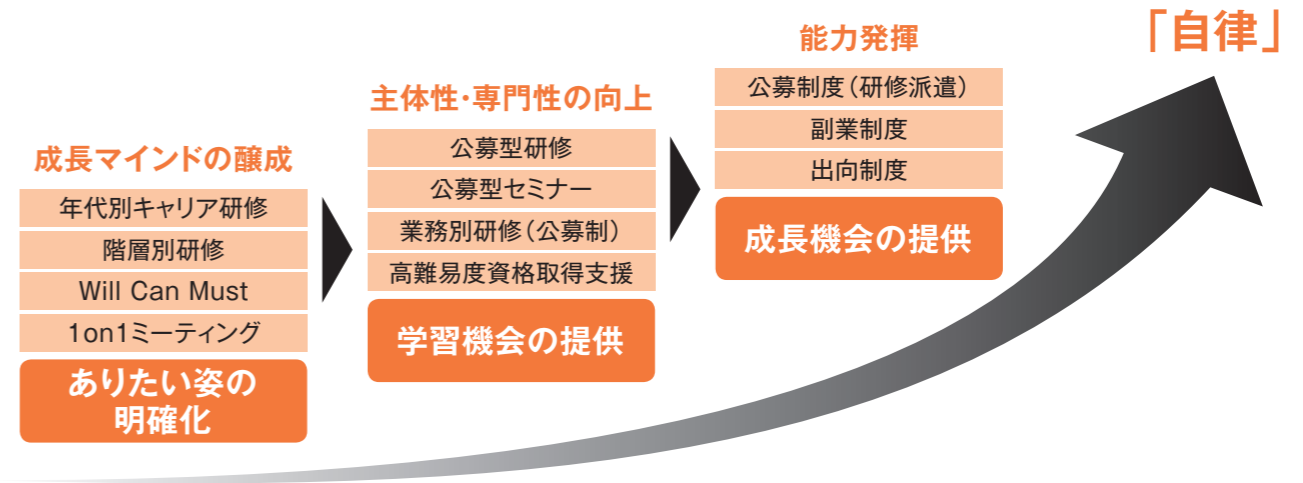 成長マインドの醸成
年代別キャリア研修
階層別研修
Will Can Must
1on1ミーティング
ありたい姿の
明確化
主体性・専門性の向上
公募型研修
公募型セミナー
業務別研修（公募制）
高難易度資格取得支援
学習機会の提供
能力発揮
公募制度（研修派遣）
副業制度
出向制度
成長機会の提供
「自律」